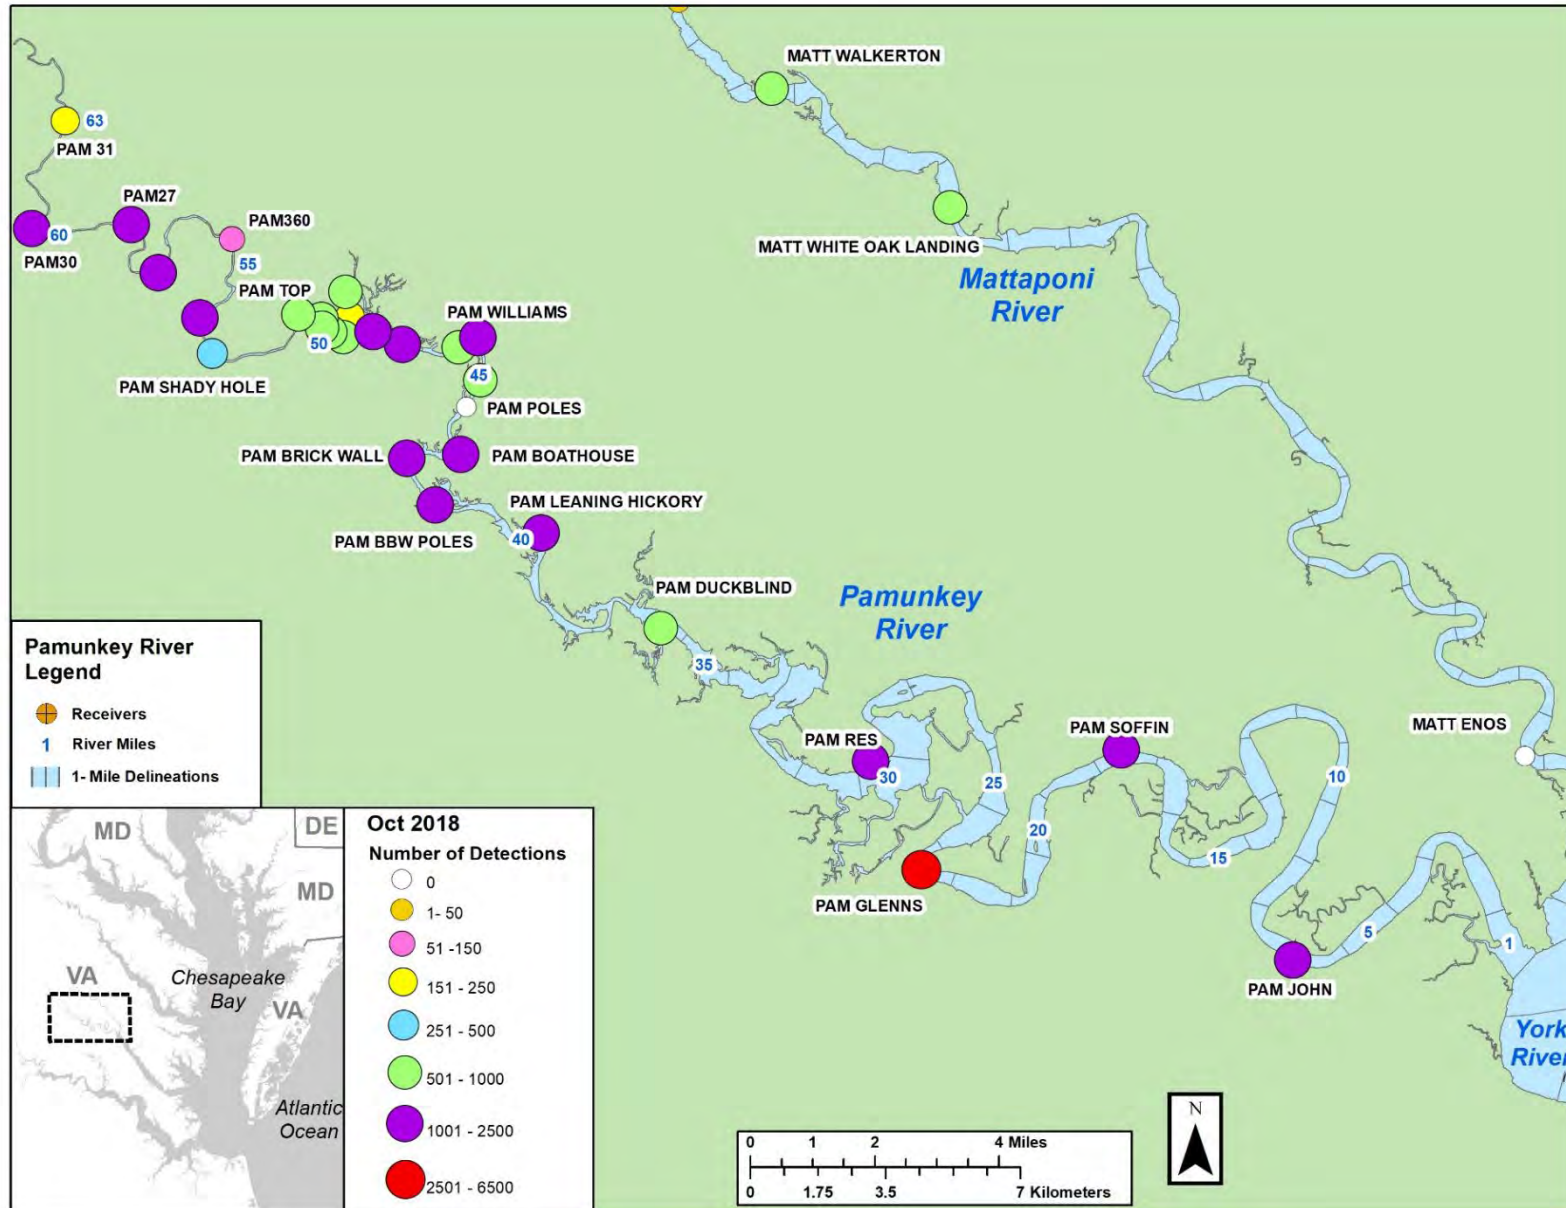 MATT WALKERTON
63
PAM 31
PAM27
PAM360
60
PAM30
MATT WHITE OAK LANDING
55
Mattaponi
River
PAM TOP
PAM WILLIAMS
50
45
PAM SHADY HOLE
PAM POLES
PAM BRICK WALL
PAM BOATHOUSE
PAM LEANING HICKORY
40
PAM BBW POLES
PAM DUCKBLIND
Pamunkey
River
35
PAM RES
PAM SOFFIN
MATT ENOS
30
25
10
20
15
PAM GLENNS
5
1
PAM JOHN
York
River
Pamunkey River
Legend
Receivers
1 River Miles
1- Mile Delineations
MD
DE
MD
VA
Chesapeake
Bay
VA
Atlantic
Ocean
Oct 2018
Number of Detections
0
1- 50
51 -150
151 - 250
251 - 500
501 - 1000
1001 - 2500
2501 - 6500
N
0 1 2 4 Miles
0 1.75 3.5 7 Kilometers